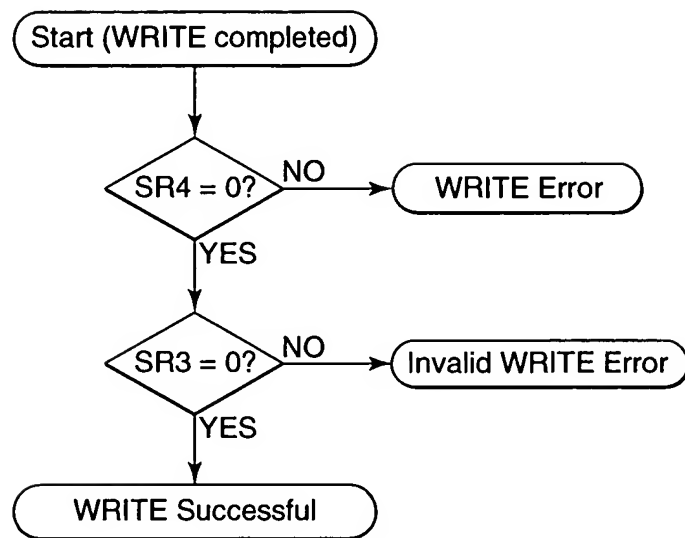 Start (WRITE completed)
SR4 = 0?
NO
WRITE Error
YES
SR3 = 0?
NO
Invalid WRITE Error
YES
WRITE Successful